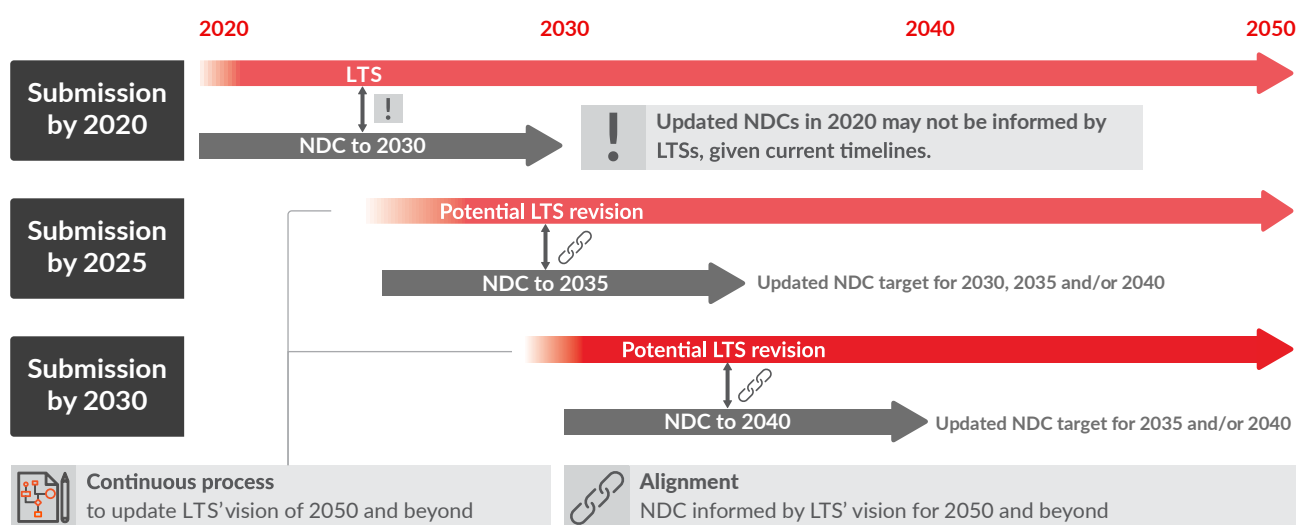 2020 2030 2040 2050
Submission
by 2020
LTS
!
NDC to 2030
!
Updated NDCs in 2020 may not be informed by
LTSs, given current timelines.
Submission
by 2025
Potential LTS revision
NDC to 2035
Updated NDC target for 2030, 2035 and/or 2040
Submission
by 2030
Potential LTS revision
NDC to 2040
Updated NDC target for 2035 and/or 2040
Continuous process
to update LTS’ vision of 2050 and beyond
Alignment
NDC informed by LTS’ vision for 2050 and beyond